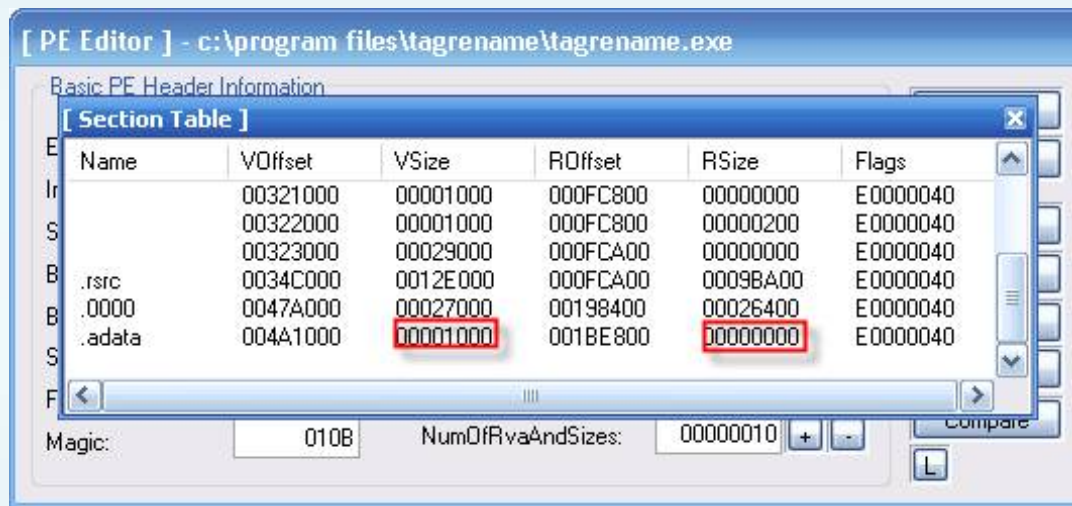 [ PE Editor ] - c:\program files\tagrename\tagrename.exe
Basic PE Header Information
[ Section Table ]
Name VOffset VSize ROffset RSize Flags
00321000 00001000 000FC800 00000000 E0000040
00322000 00001000 000FC800 00000200 E0000040
00323000 00029000 000FCA00 00000000 E0000040
.rsrc 0034C000 0012E000 000FCA00 0009BA00 E0000040
.0000 0047A000 00027000 00198400 00026400 E0000040
.adata 004A1000 00001000 001BE800 00000000 E0000040
Magic: 010B NumOfRvaAndSizes: 00000010 + -
Compare
L